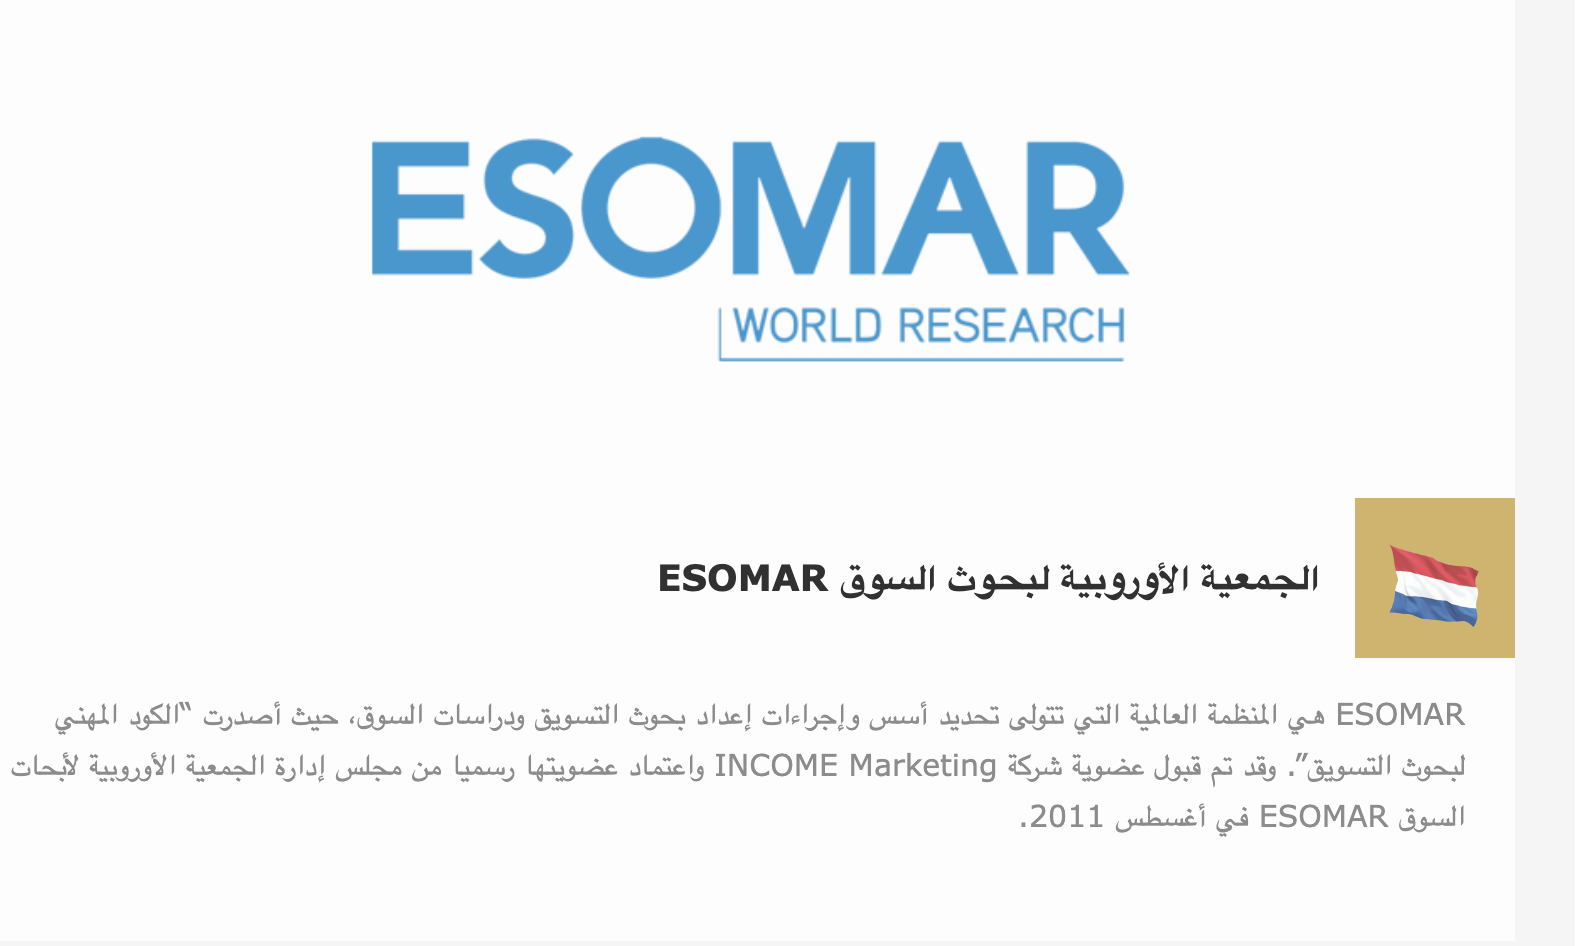 ESOMAR
WORLD RESEARCH
الجمعية الأوروبية لبحوث السوق ESOMAR
ESOMAR هي المنظمة العالمية التي تتولى تحديد أسس وإجراءات إعداد بحوث التسويق ودراسات السوق، حيث أصدرت “الكود المهني
لبحوث التسويق”. وقد تم قبول عضوية شركة INCOME Marketing واعتماد عضويتها رسميا من مجلس إدارة الجمعية الأوروبية لأبحات
السوق ESOMAR في أغسطس 2011.